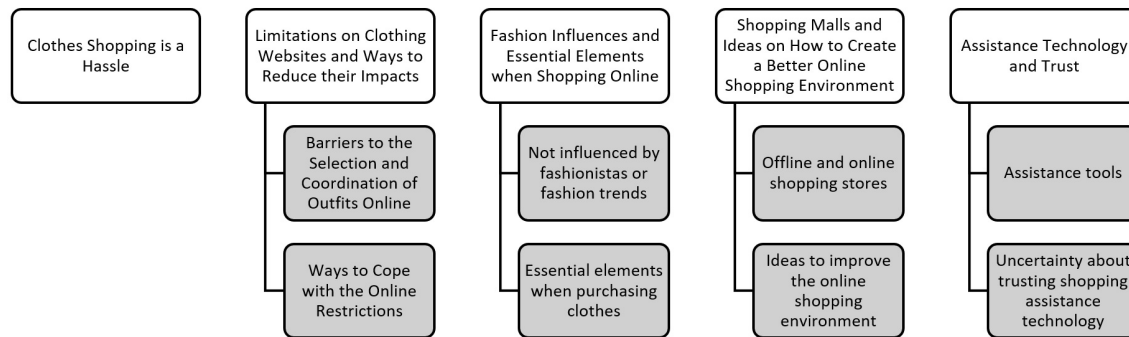 Clothes Shopping is a
Hassle
Limitations on Clothing
Websites and Ways to
Reduce their Impacts
Barriers to the
Selection and
Coordination of
Outfits Online
Ways to Cope
with the Online
Restrictions
Fashion Influences and
Essential Elements
when Shopping Online
Not influenced by
fashionistas or
fashion trends
Essential elements
when purchasing
clothes
Shopping Malls and
Ideas on How to Create
a Better Online
Shopping Environment
Offline and online
shopping stores
Ideas to improve
the online
shopping
environment
Assistance Technology
and Trust
Assistance tools
Uncertainty about
trusting shopping
assistance
technology